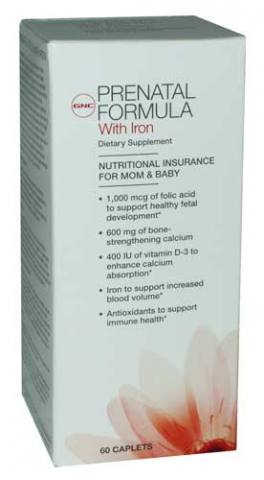 GNC
PRENATAL
FORMULA
With Iron
Dietary Supplement
NUTRITIONAL INSURANCE
FOR MOM & BABY
• 1,000 mcg of folic acid
to support healthy fetal
development*
• 600 mg of bone-
strengthening calcium
• 400 IU of vitamin D-3 to
enhance calcium
absorption*
• Iron to support increased
blood volume*
• Antioxidants to support
immune health*
60 CAPLETS